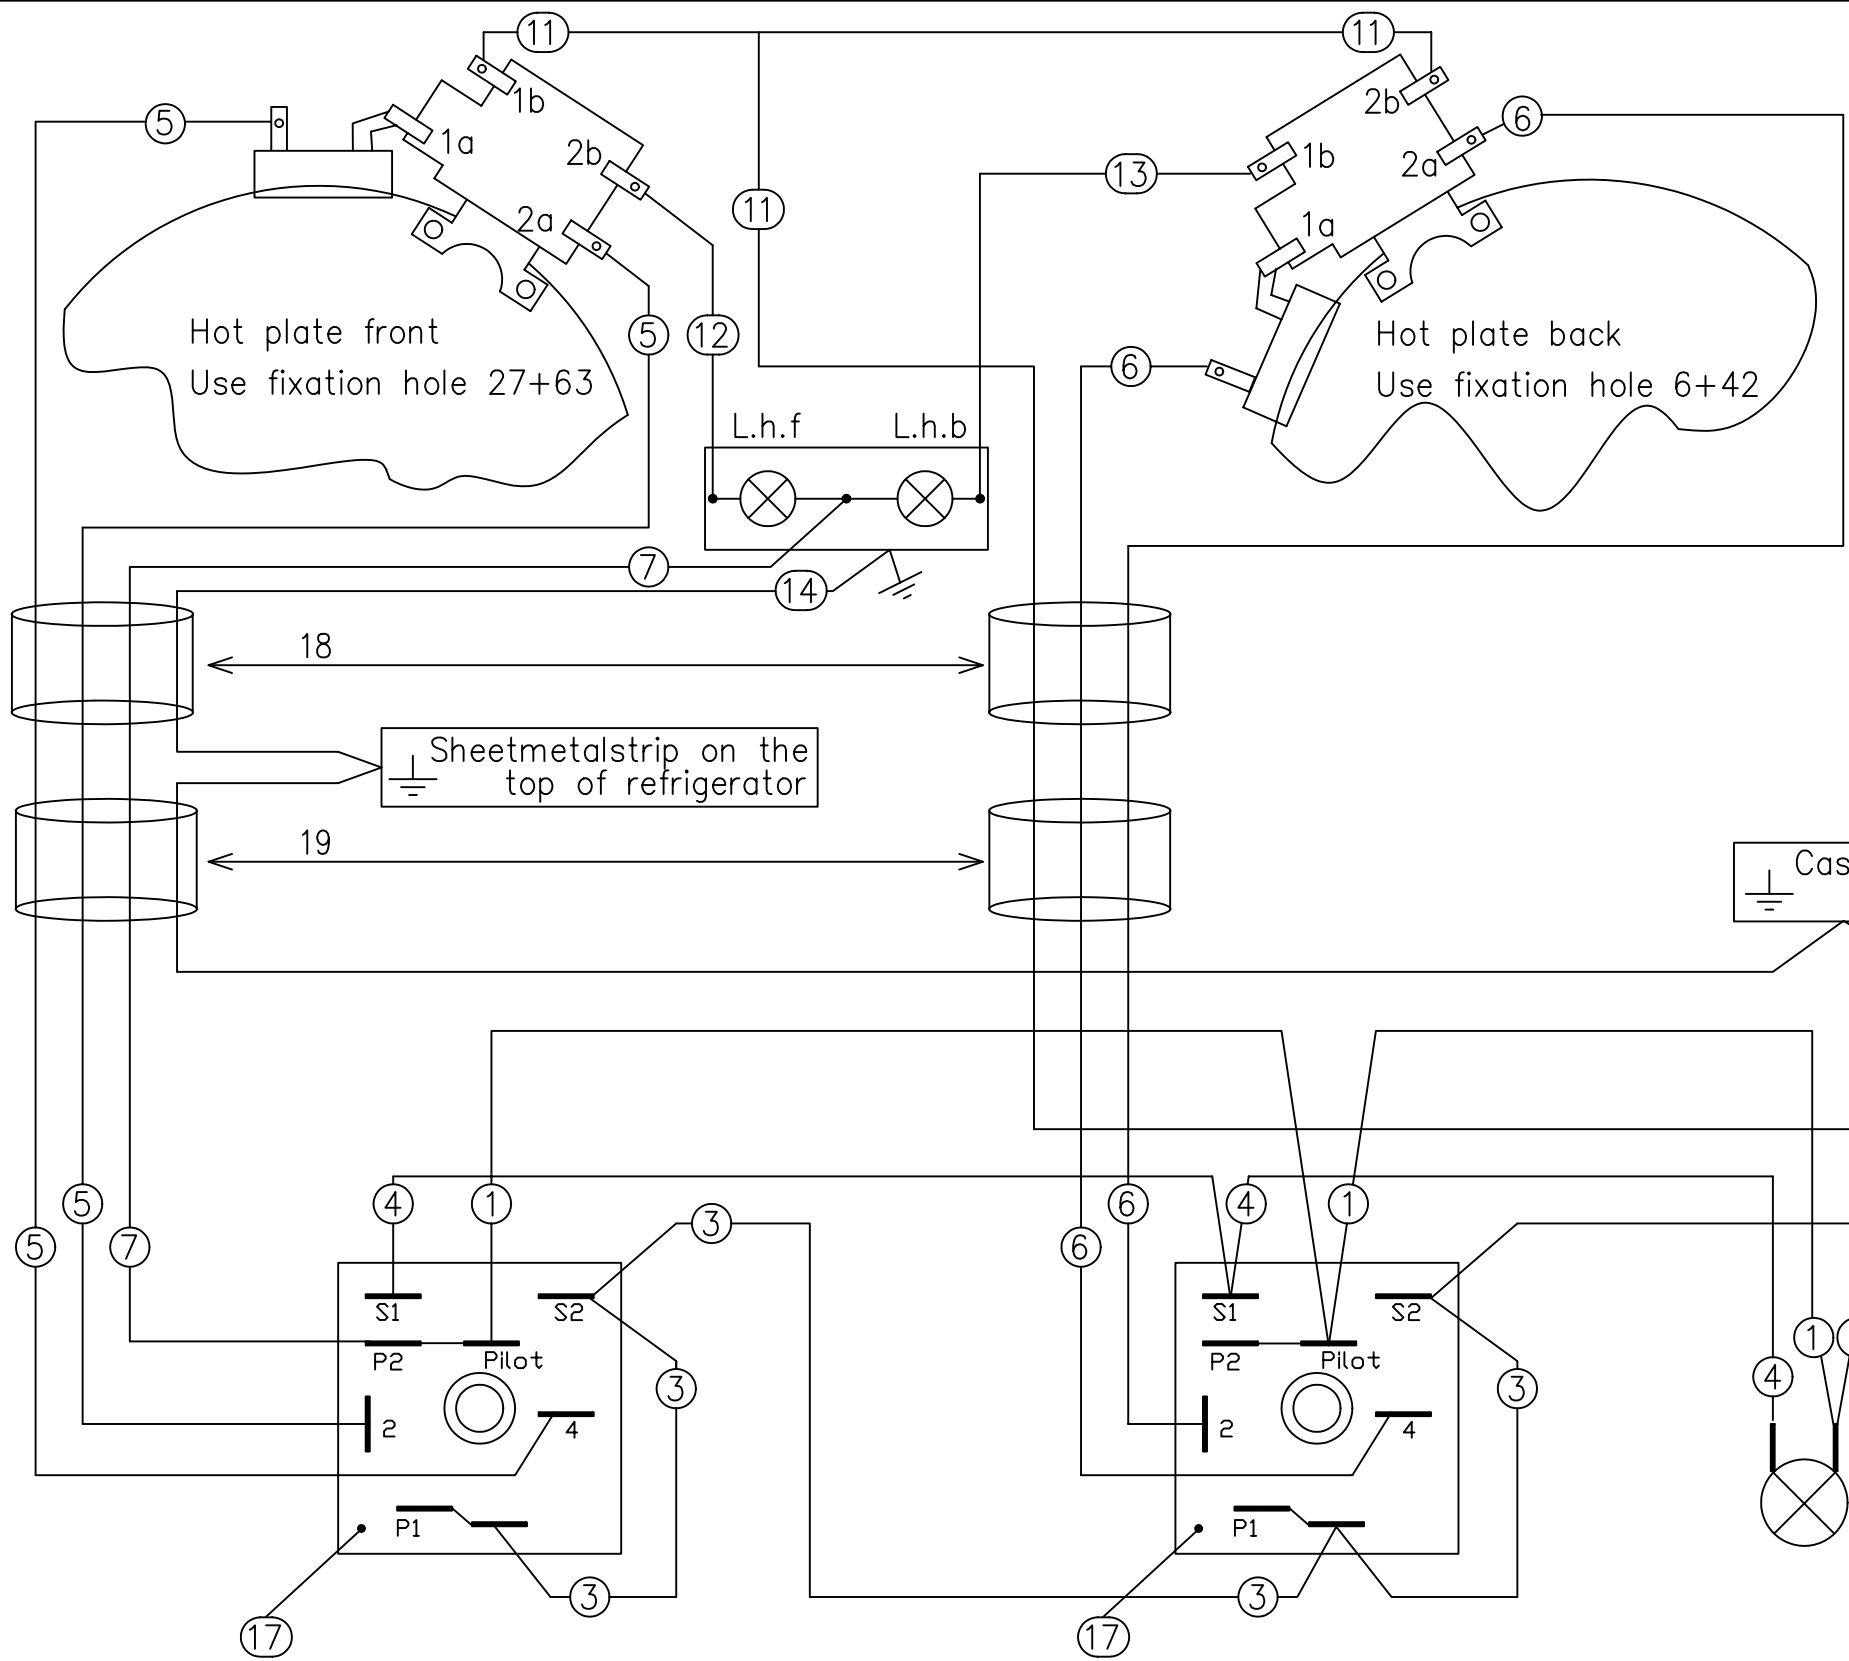 11
11
1b
2b
5
6
1a
2b
1b
2a
13
2a
11
1a
Hot plate front
Use fixation hole 27+63
5
12
Hot plate back
Use fixation hole 6+42
6
L.h.f
L.h.b
7
14
18
Sheetmetalstrip on the
top of refrigerator
19
Cas
5
4
1
3
6
4
1
5
7
6
S1
S2
S1
S2
P2
Pilot
P2
Pilot
1
3
3
4
2
4
2
4
P1
P1
3
3
17
17